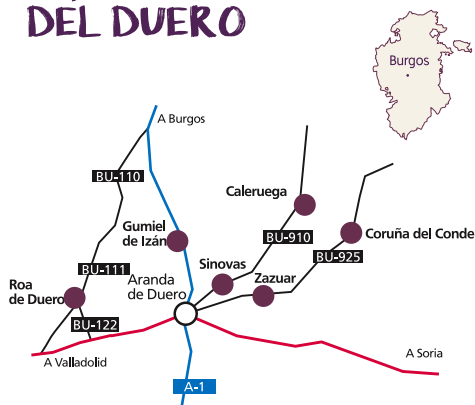 DEL DUERO
Burgos
A Burgos
BU-110
Caleruega
Gumiel
de Izán
BU-910
Coruña del Conde
BU-925
Sinovas
BU-111
Aranda
de Duero
Zazuar
Roa
de Duero
BU-122
A Valladolid
A Soria
A-1